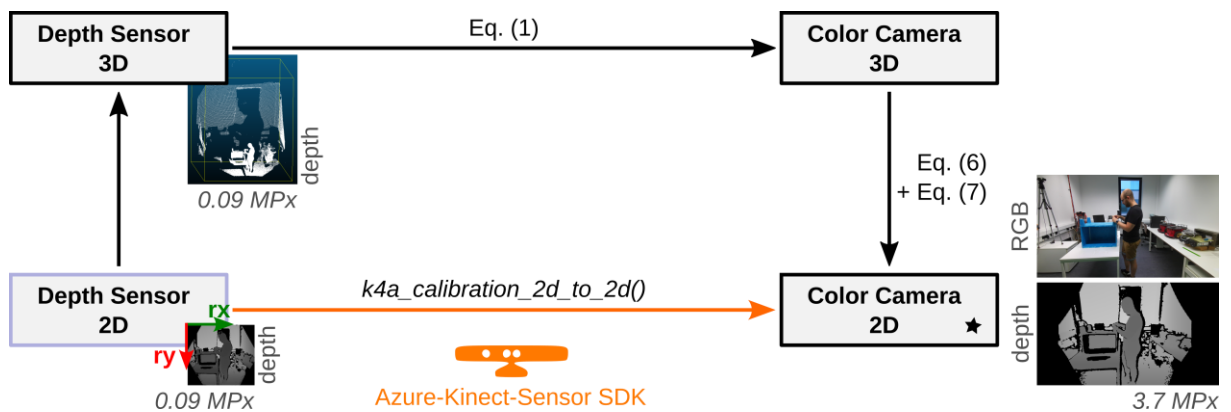 Depth Sensor
3D
Eq. (1)
Color Camera
3D
depth
0.09 MPx
Eq. (6)
+ Eq. (7)
RGB
Depth Sensor
2D
rx
ry
depth
0.09 MPx
k4a_calibration_2d_to_2d()
Azure-Kinect-Sensor SDK
Color Camera
2D
depth
3.7 MPx